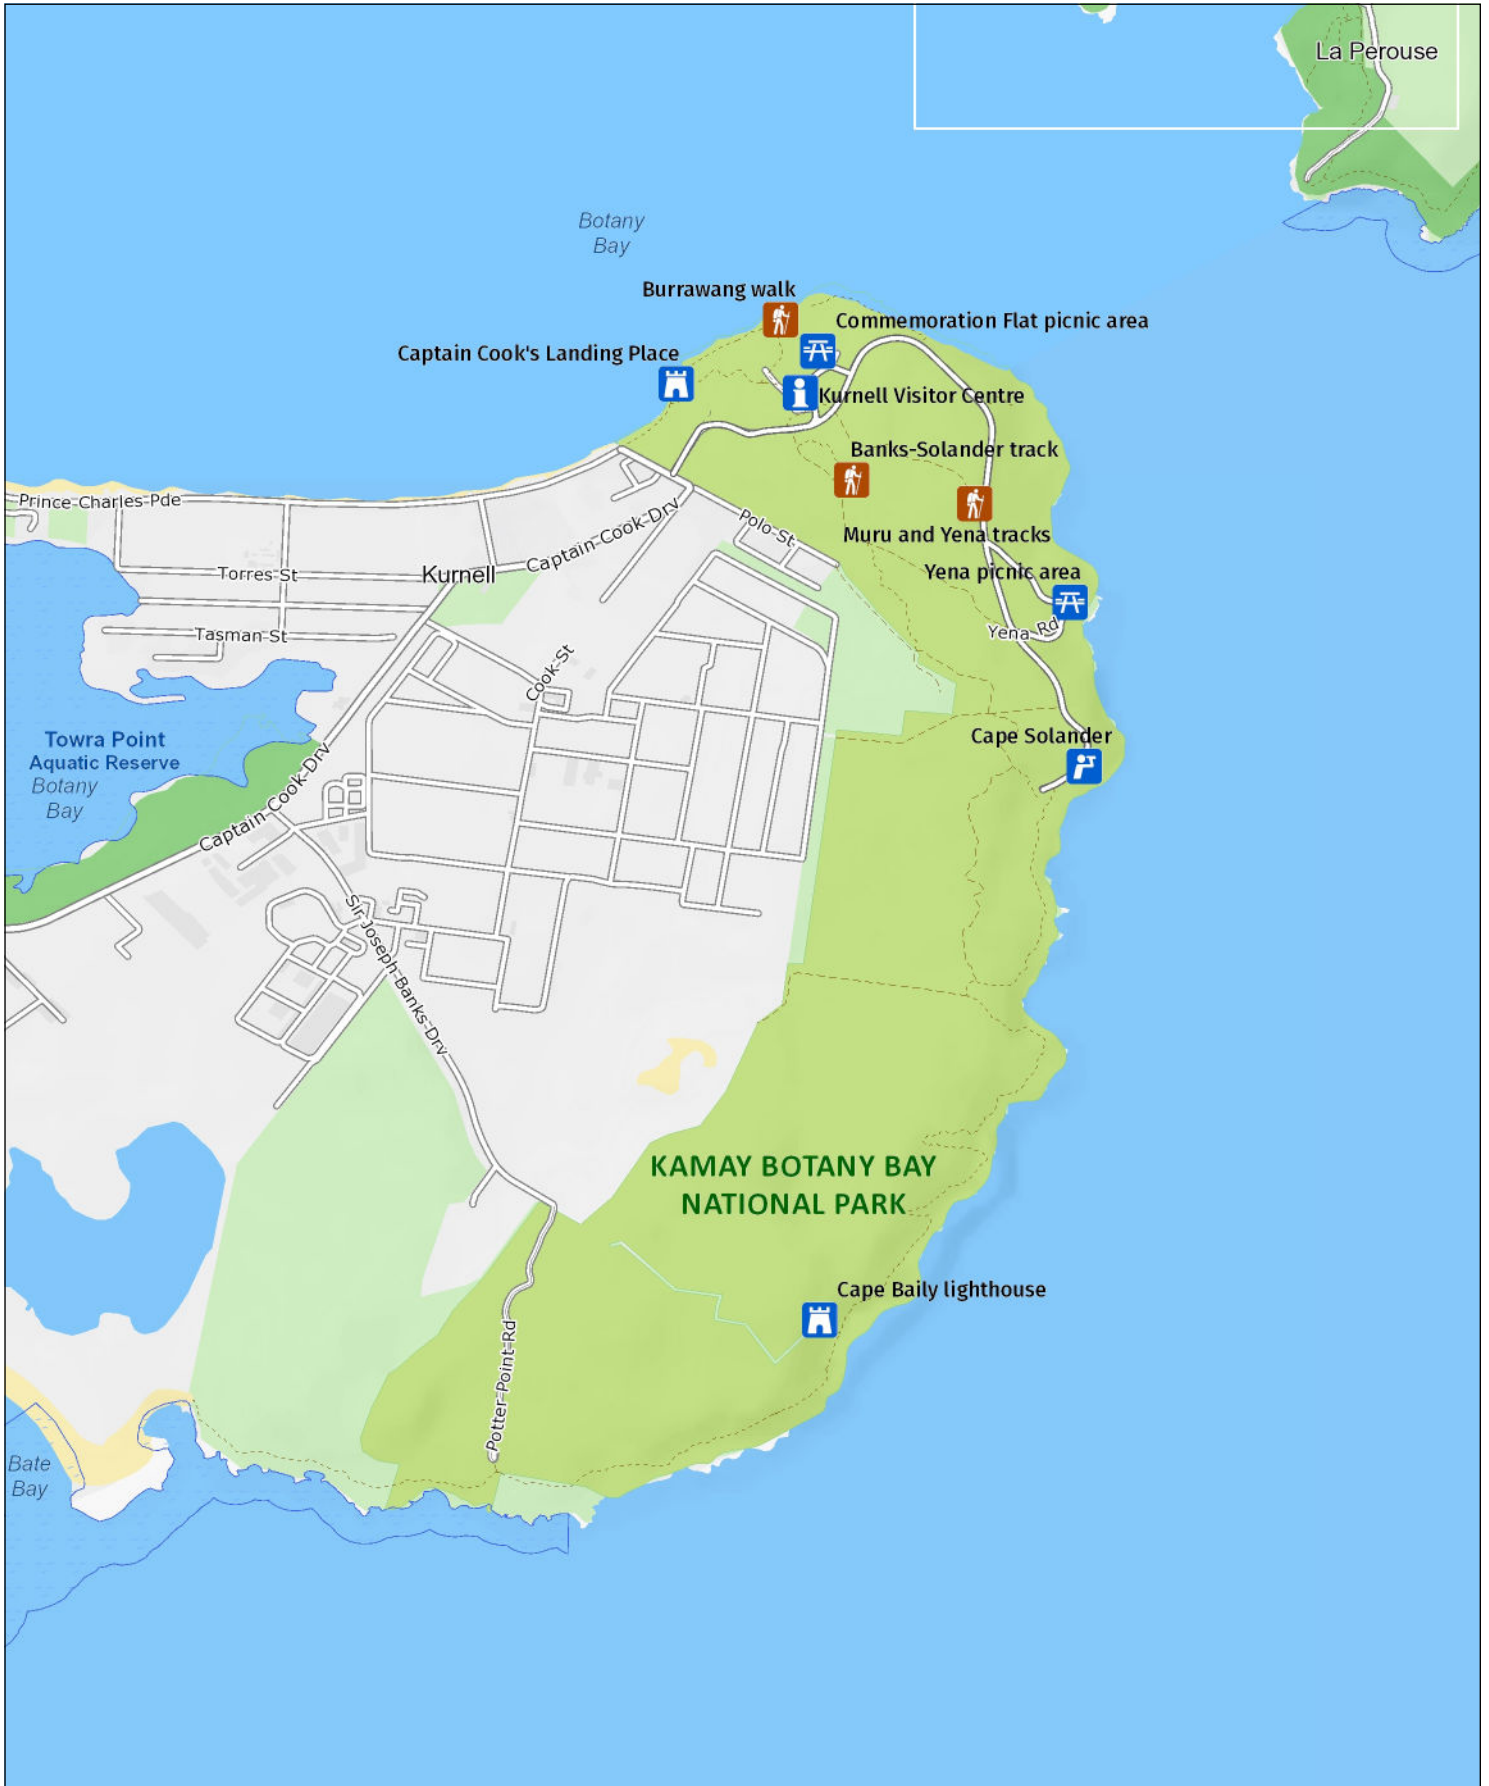 La Perouse
Botany
Bay
Burrawang walk
Commemoration Flat picnic area
Captain Cook's Landing Place
Kurnell Visitor Centre
Banks-Solander track
Prince Charles Pde
Captain Cook Drv
Polo St
Muru and Yena tracks
Torres St
Kurnell
Yena picnic area
Tasman St
Yena Rd
Cook St
Towra Point
Aquatic Reserve
Botany
Bay
Cape Solander
Captain Cook Drv
Sir Joseph Banks Drv
KAMAY BOTANY BAY
NATIONAL PARK
Cape Baily lighthouse
Potter Point Rd
Bate
Bay